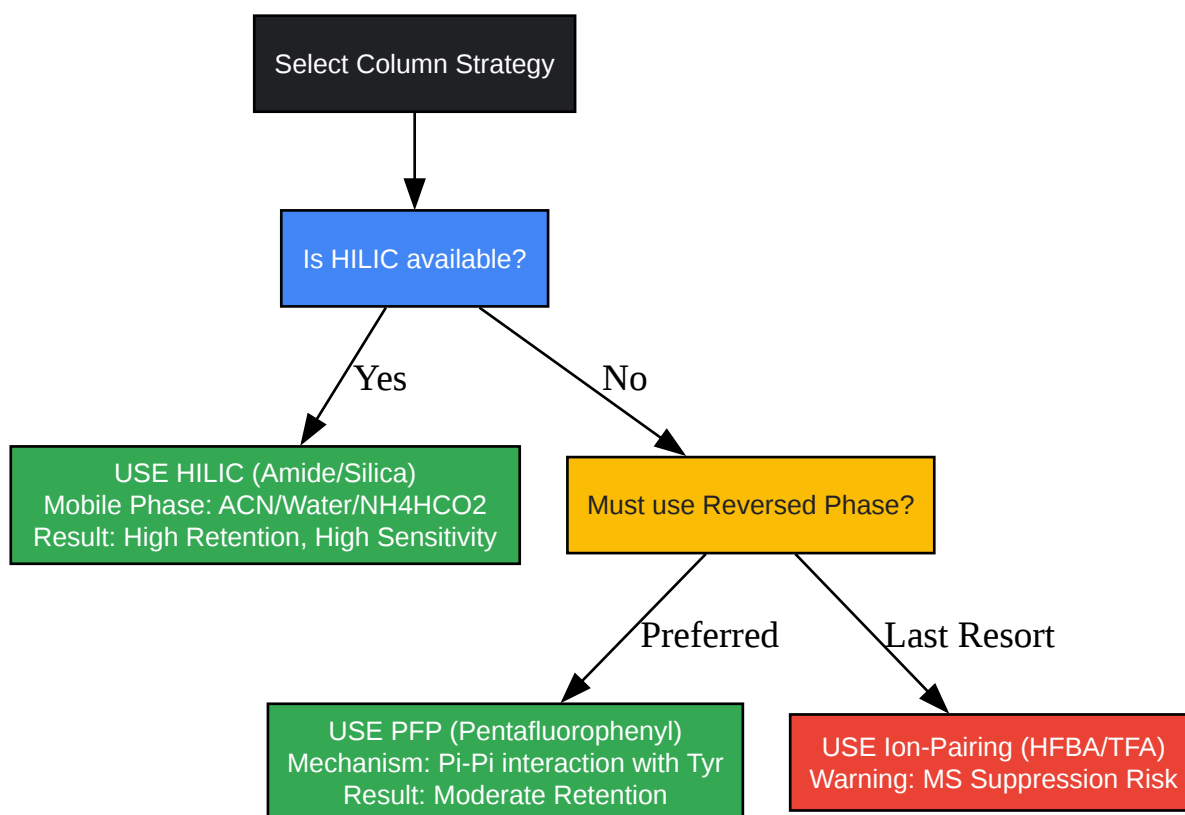 Select Column Strategy
Is HILIC available?
Yes
No
USE HILIC (Amide/Silica)
Mobile Phase: ACN/Water/NH4HCO2
Result: High Retention, High Sensitivity
Must use Reversed Phase?
Preferred
Last Resort
USE PFP (Pentafluorophenyl)
Mechanism: Pi-Pi interaction with Tyr
Result: Moderate Retention
USE Ion-Pairing (HFBA/TFA)
Warning: MS Suppression Risk